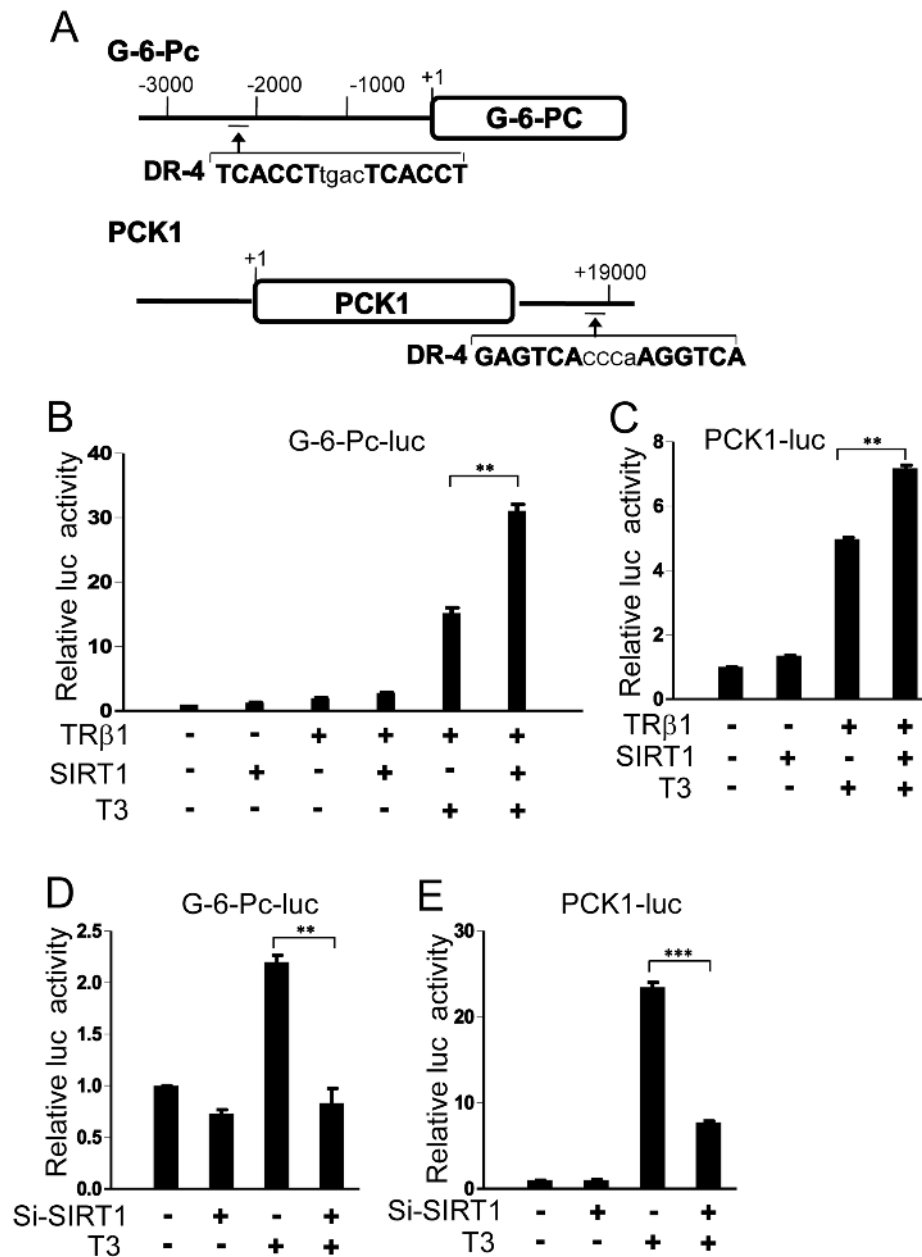 A
G-6-Pc
-3000 -2000 -1000 +1
G-6-PC
DR-4 TCACCTtgacTCACCT
PCK1
+1 +19000
PCK1
DR-4 GAGTCAccccaAGGTCA
B
G-6-Pc-luc
Relative luc activity
40
30
20
10
0
**
TRβ1 - - + + + +
SIRT1 - + - + - +
T3 - - - - + +
C
PCK1-luc
Relative luc activity
8
6
4
2
0
**
TRβ1 - - + +
SIRT1 - + - +
T3 - - + +
D
G-6-Pc-luc
Relative luc activity
2.5
2.0
1.5
1.0
0.5
0.0
**
Si-SIRT1 - + - +
T3 - - + +
E
PCK1-luc
Relative luc activity
30
20
10
0
***
Si-SIRT1 - + - +
T3 - - + +